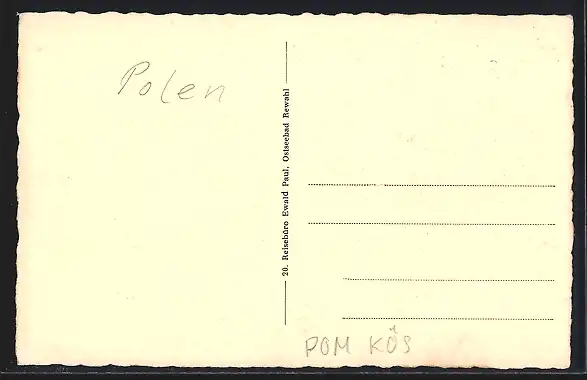 Polen
20. Reisebüro Ewald Paul, Ostseebad Rewahl
POM KÖS